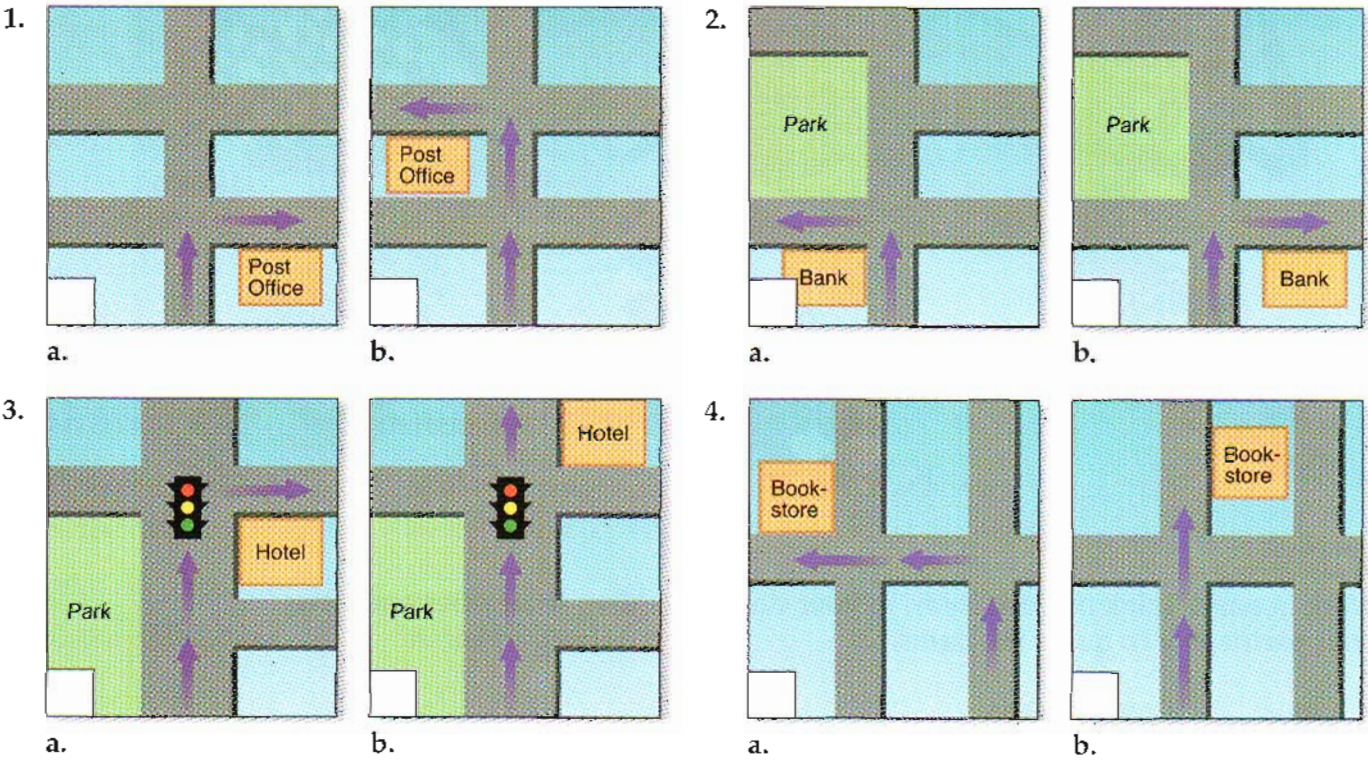 1.
Post
Office
a.
Post
Office
b.
2.
Park
Bank
a.
Park
Bank
b.
3.
Hotel
Park
a.
Hotel
Park
b.
4.
Book-
store
a.
Book-
store
b.